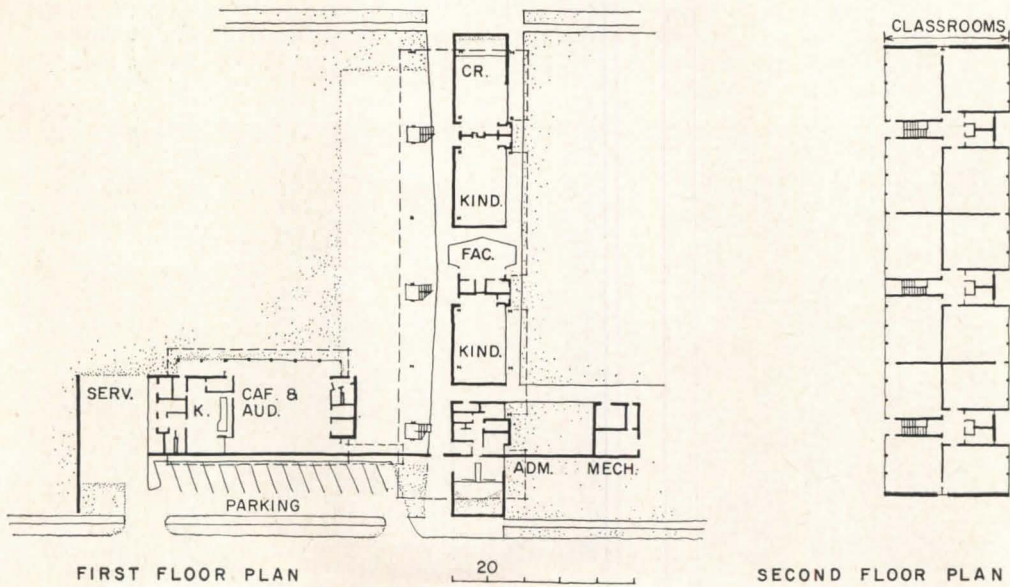 CLASSROOMS
CR.
KIND.
FAC.
KIND.
SERV.
K.
CAF. &
AUD.
ADM.
MECH.
PARKING
20
FIRST FLOOR PLAN
SECOND FLOOR PLAN